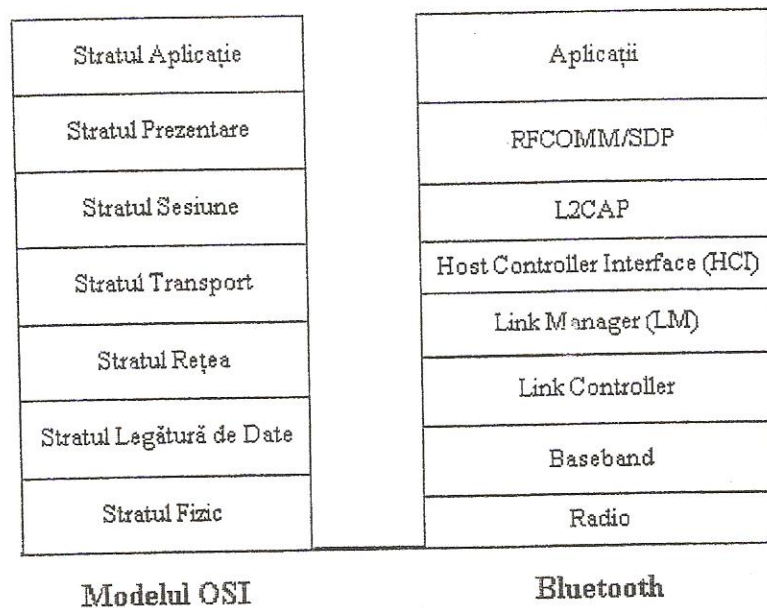 Stratul Aplicație
Stratul Prezentare
Stratul Sesiune
Stratul Transport
Stratul Rețea
Stratul Legătură de Date
Stratul Fizic
Modelul OSI
Aplicații
RFCOMM/SDP
L2CAP
Host Controller Interface (HCI)
Link Manager (LM)
Link Controller
Baseband
Radio
Bluetooth